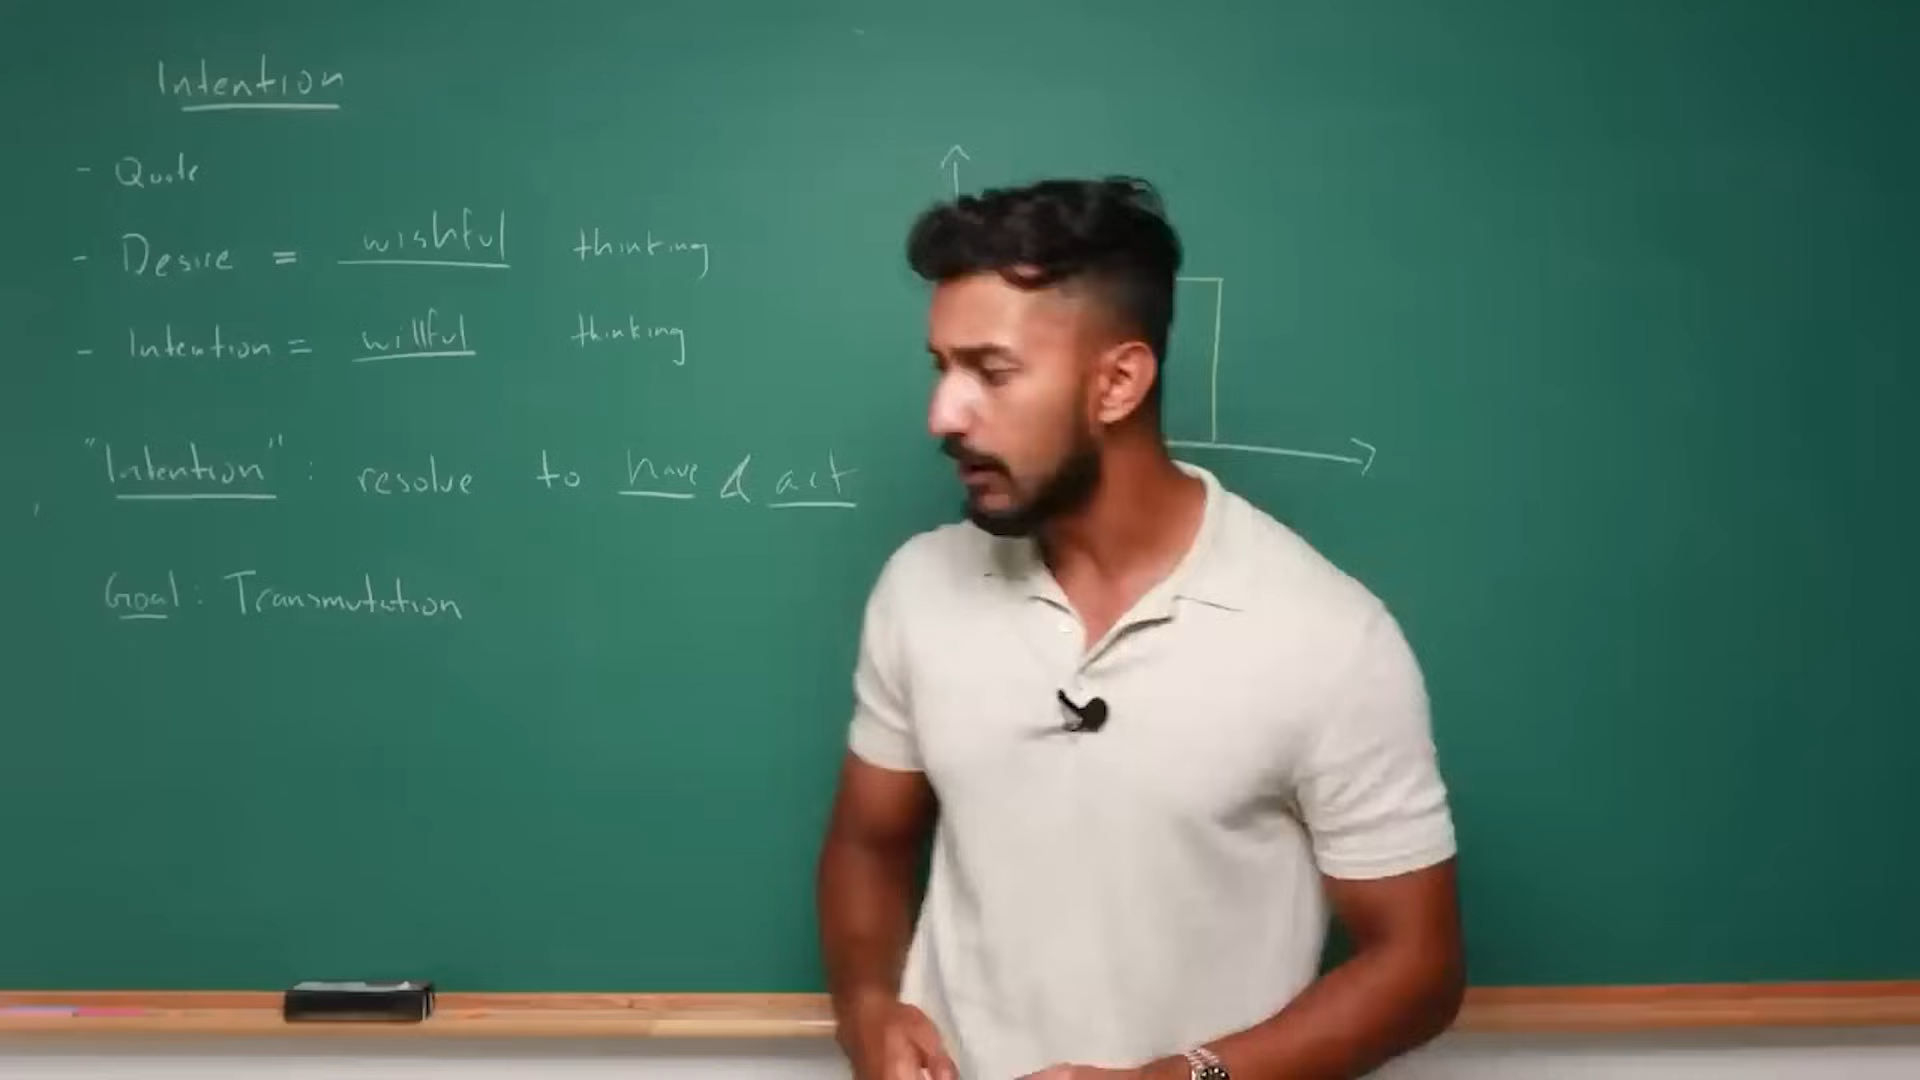 Intention
- Quote
- Desire = wishful thinking
- Intention = willful thinking
"Intention" : resolve to have & act
Goal : Transmutation